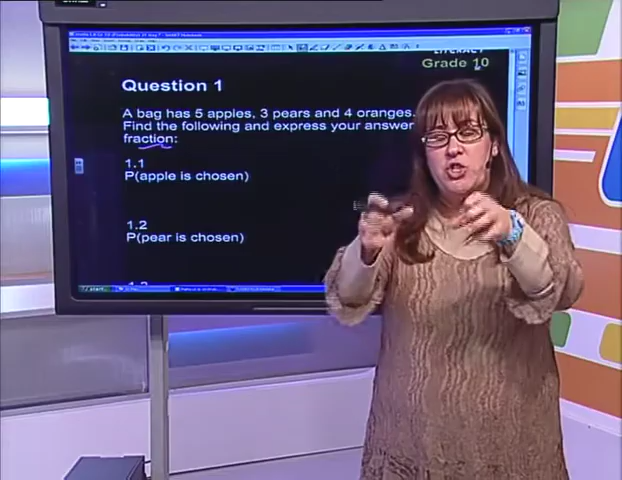 LITERACY
Grade 10
Question 1
A bag has 5 apples, 3 pears and 4 oranges.
Find the following and express your answer
fraction:
1.1
P(apple is chosen)
1.2
P(pear is chosen)